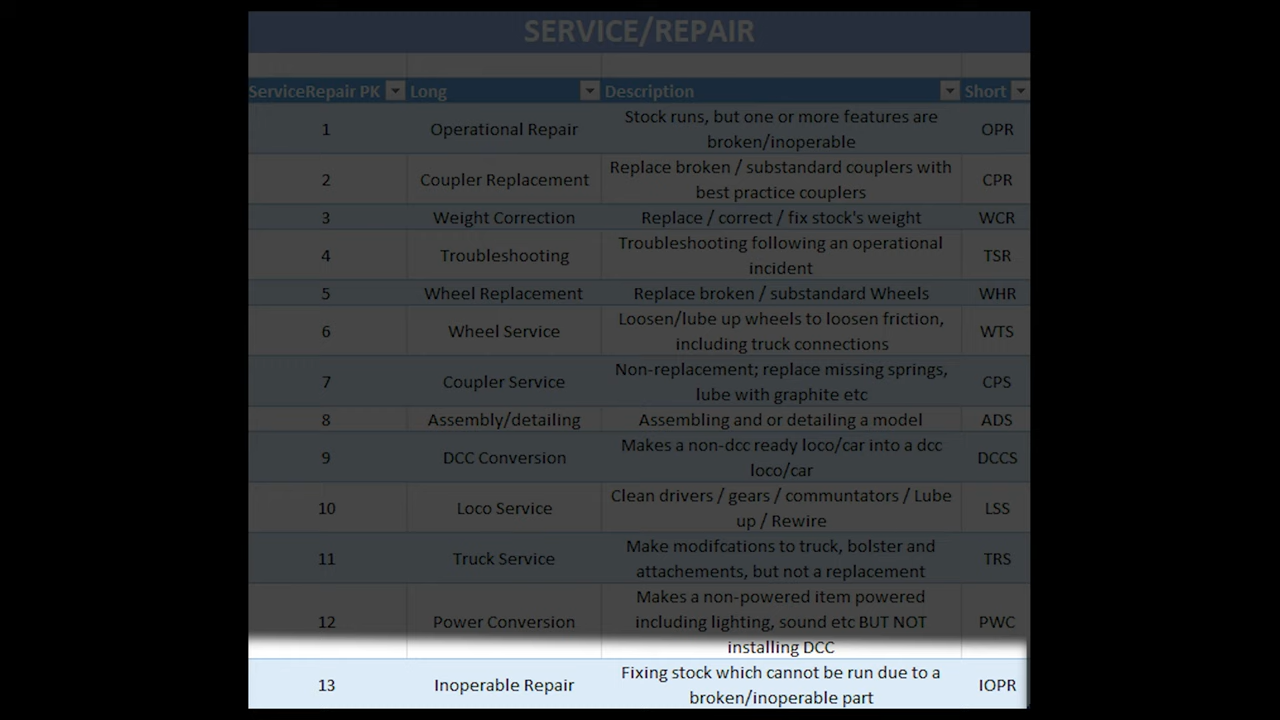 SERVICE/REPAIR
ServiceRepair PK Long Description Short
1 Operational Repair Stock runs, but one or more features are broken/inoperable OPR
2 Coupler Replacement Replace broken / substandard couplers with best practice couplers CPR
3 Weight Correction Replace / correct / fix stock's weight WCR
4 Troubleshooting Troubleshooting following an operational incident TSR
5 Wheel Replacement Replace broken / substandard Wheels WHR
6 Wheel Service Loosen/lube up wheels to loosen friction, including truck connections WTS
7 Coupler Service Non-replacement; replace missing springs, lube with graphite etc CPS
8 Assembly/detailing Assembling and or detailing a model ADS
9 DCC Conversion Makes a non-dcc ready loco/car into a dcc loco/car DCCS
10 Loco Service Clean drivers / gears / communtators / Lube up / Rewire LSS
11 Truck Service Make modifcations to truck, bolster and attachements, but not a replacement TRS
12 Power Conversion Makes a non-powered item powered including lighting, sound etc BUT NOT installing DCC PWC
13 Inoperable Repair Fixing stock which cannot be run due to a broken/inoperable part IOPR